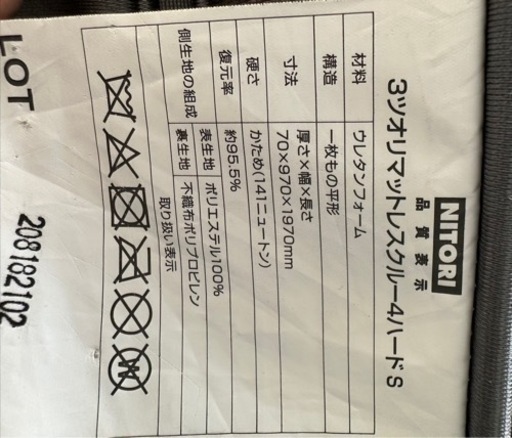 NITORI
品質表示
3ツオリマットレスクルー4/ハード S
材料 ウレタンフォーム
構造 一枚もの平形
寸法 厚さ×幅×長さ
70×970×1970mm
硬さ かため(141ニュートン)
復元率 約95.5%
側生地の組成 表生地 ポリエステル100%
裏生地 不織布ポリプロピレン
取り扱い表示
W
LOT 208182102